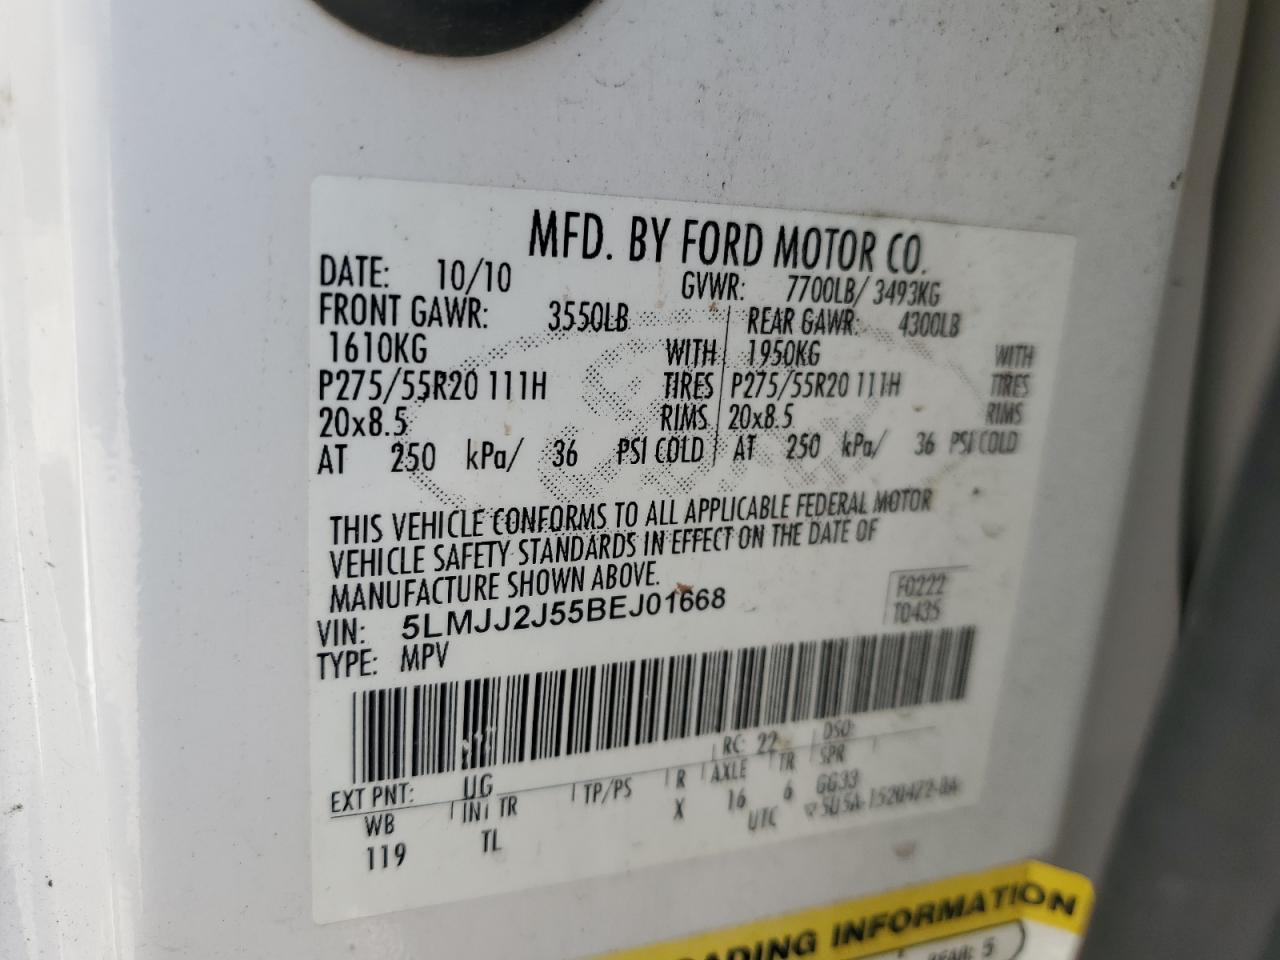 MFD. BY FORD MOTOR CO.
DATE: 10/10 GVWR: 7700LB/ 3493KG
FRONT GAWR: 3550LB REAR GAWR: 4300LB
1610KG WITH 1950KG WITH
P275/55R20 111H TIRES P275/55R20 111H TIRES
20x8.5 RIMS 20x8.5 RIMS
AT 250 kPa/ 36 PSI COLD AT 250 kPa/ 36 PSI COLD
THIS VEHICLE CONFORMS TO ALL APPLICABLE FEDERAL MOTOR
VEHICLE SAFETY STANDARDS IN EFFECT ON THE DATE OF
MANUFACTURE SHOWN ABOVE.
F0222
VIN: 5LMJJ2J55BEJ01668 T0435
TYPE: MPV
EXT PNT: UG RC: 22 DSO:
WB INT TR TP/PS R AXLE TR SPR
119 TL X 16 6 GG33
UTC
ADING INFORMATION
REAR: 5